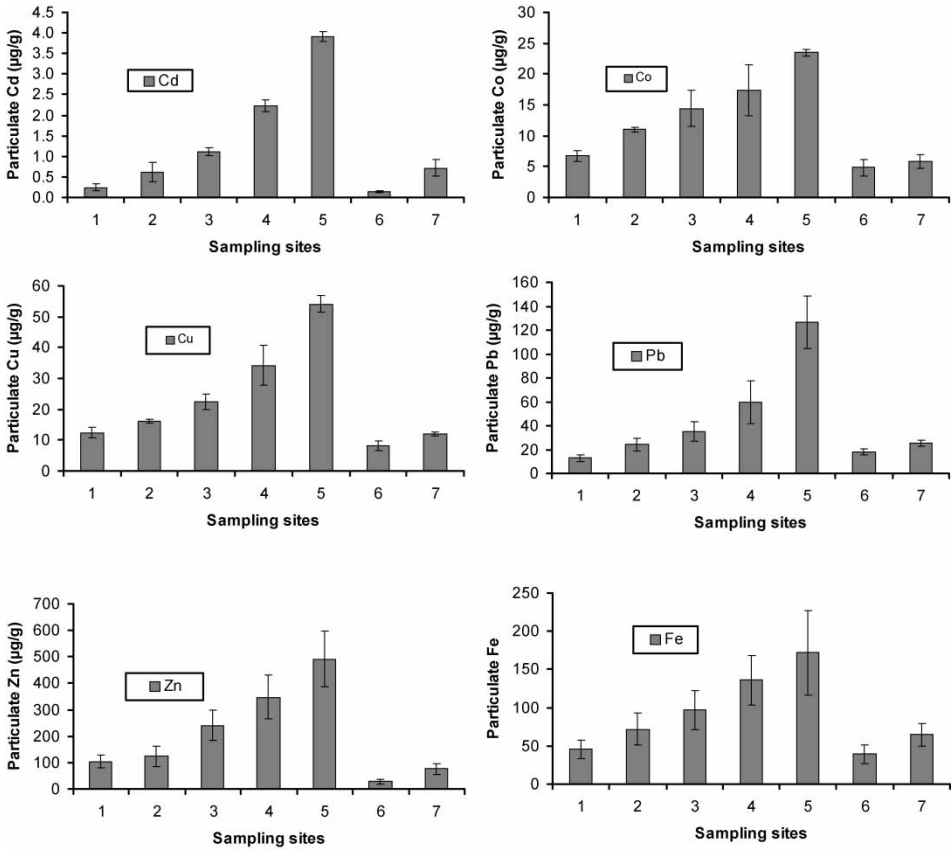 Particulate Cd (µg/g)
4.5
4.0
3.5
3.0
2.5
2.0
1.5
1.0
0.5
0.0
Cd
1 2 3 4 5 6 7
Sampling sites
Particulate Co (µg/g)
30
25
20
15
10
5
0
Co
1 2 3 4 5 6 7
Sampling sites
Particulate Cu (µg/g)
60
50
40
30
20
10
0
Cu
1 2 3 4 5 6 7
Sampling sites
Particulate Pb (µg/g)
160
140
120
100
80
60
40
20
0
Pb
1 2 3 4 5 6 7
Sampling sites
Particulate Zn (µg/g)
700
600
500
400
300
200
100
0
Zn
1 2 3 4 5 6 7
Sampling sites
Particulate Fe
250
200
150
100
50
0
Fe
1 2 3 4 5 6 7
Sampling sites